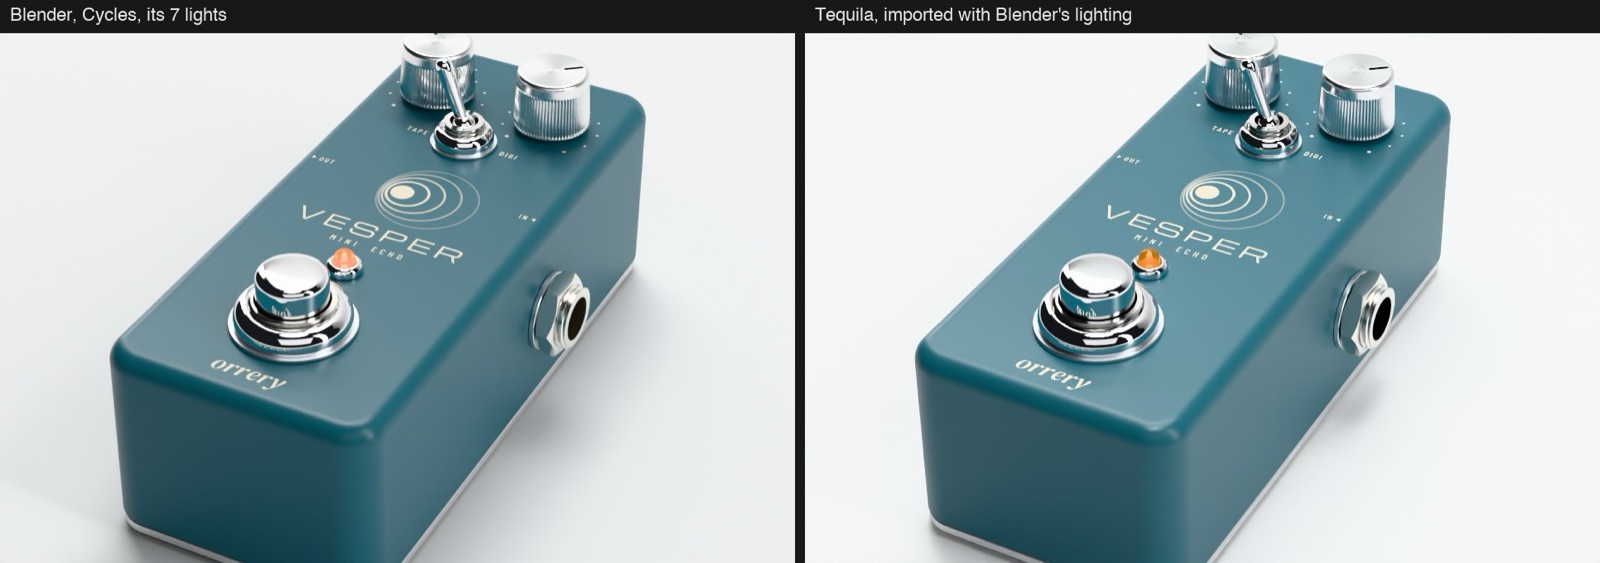 Blender, Cycles, its 7 lights
TAPE
DIGI
OUT
IN
VESPER
MINI ECHO
orrery
Tequila, imported with Blender's lighting
TAPE
DIGI
OUT
IN
VESPER
MINI ECHO
orrery